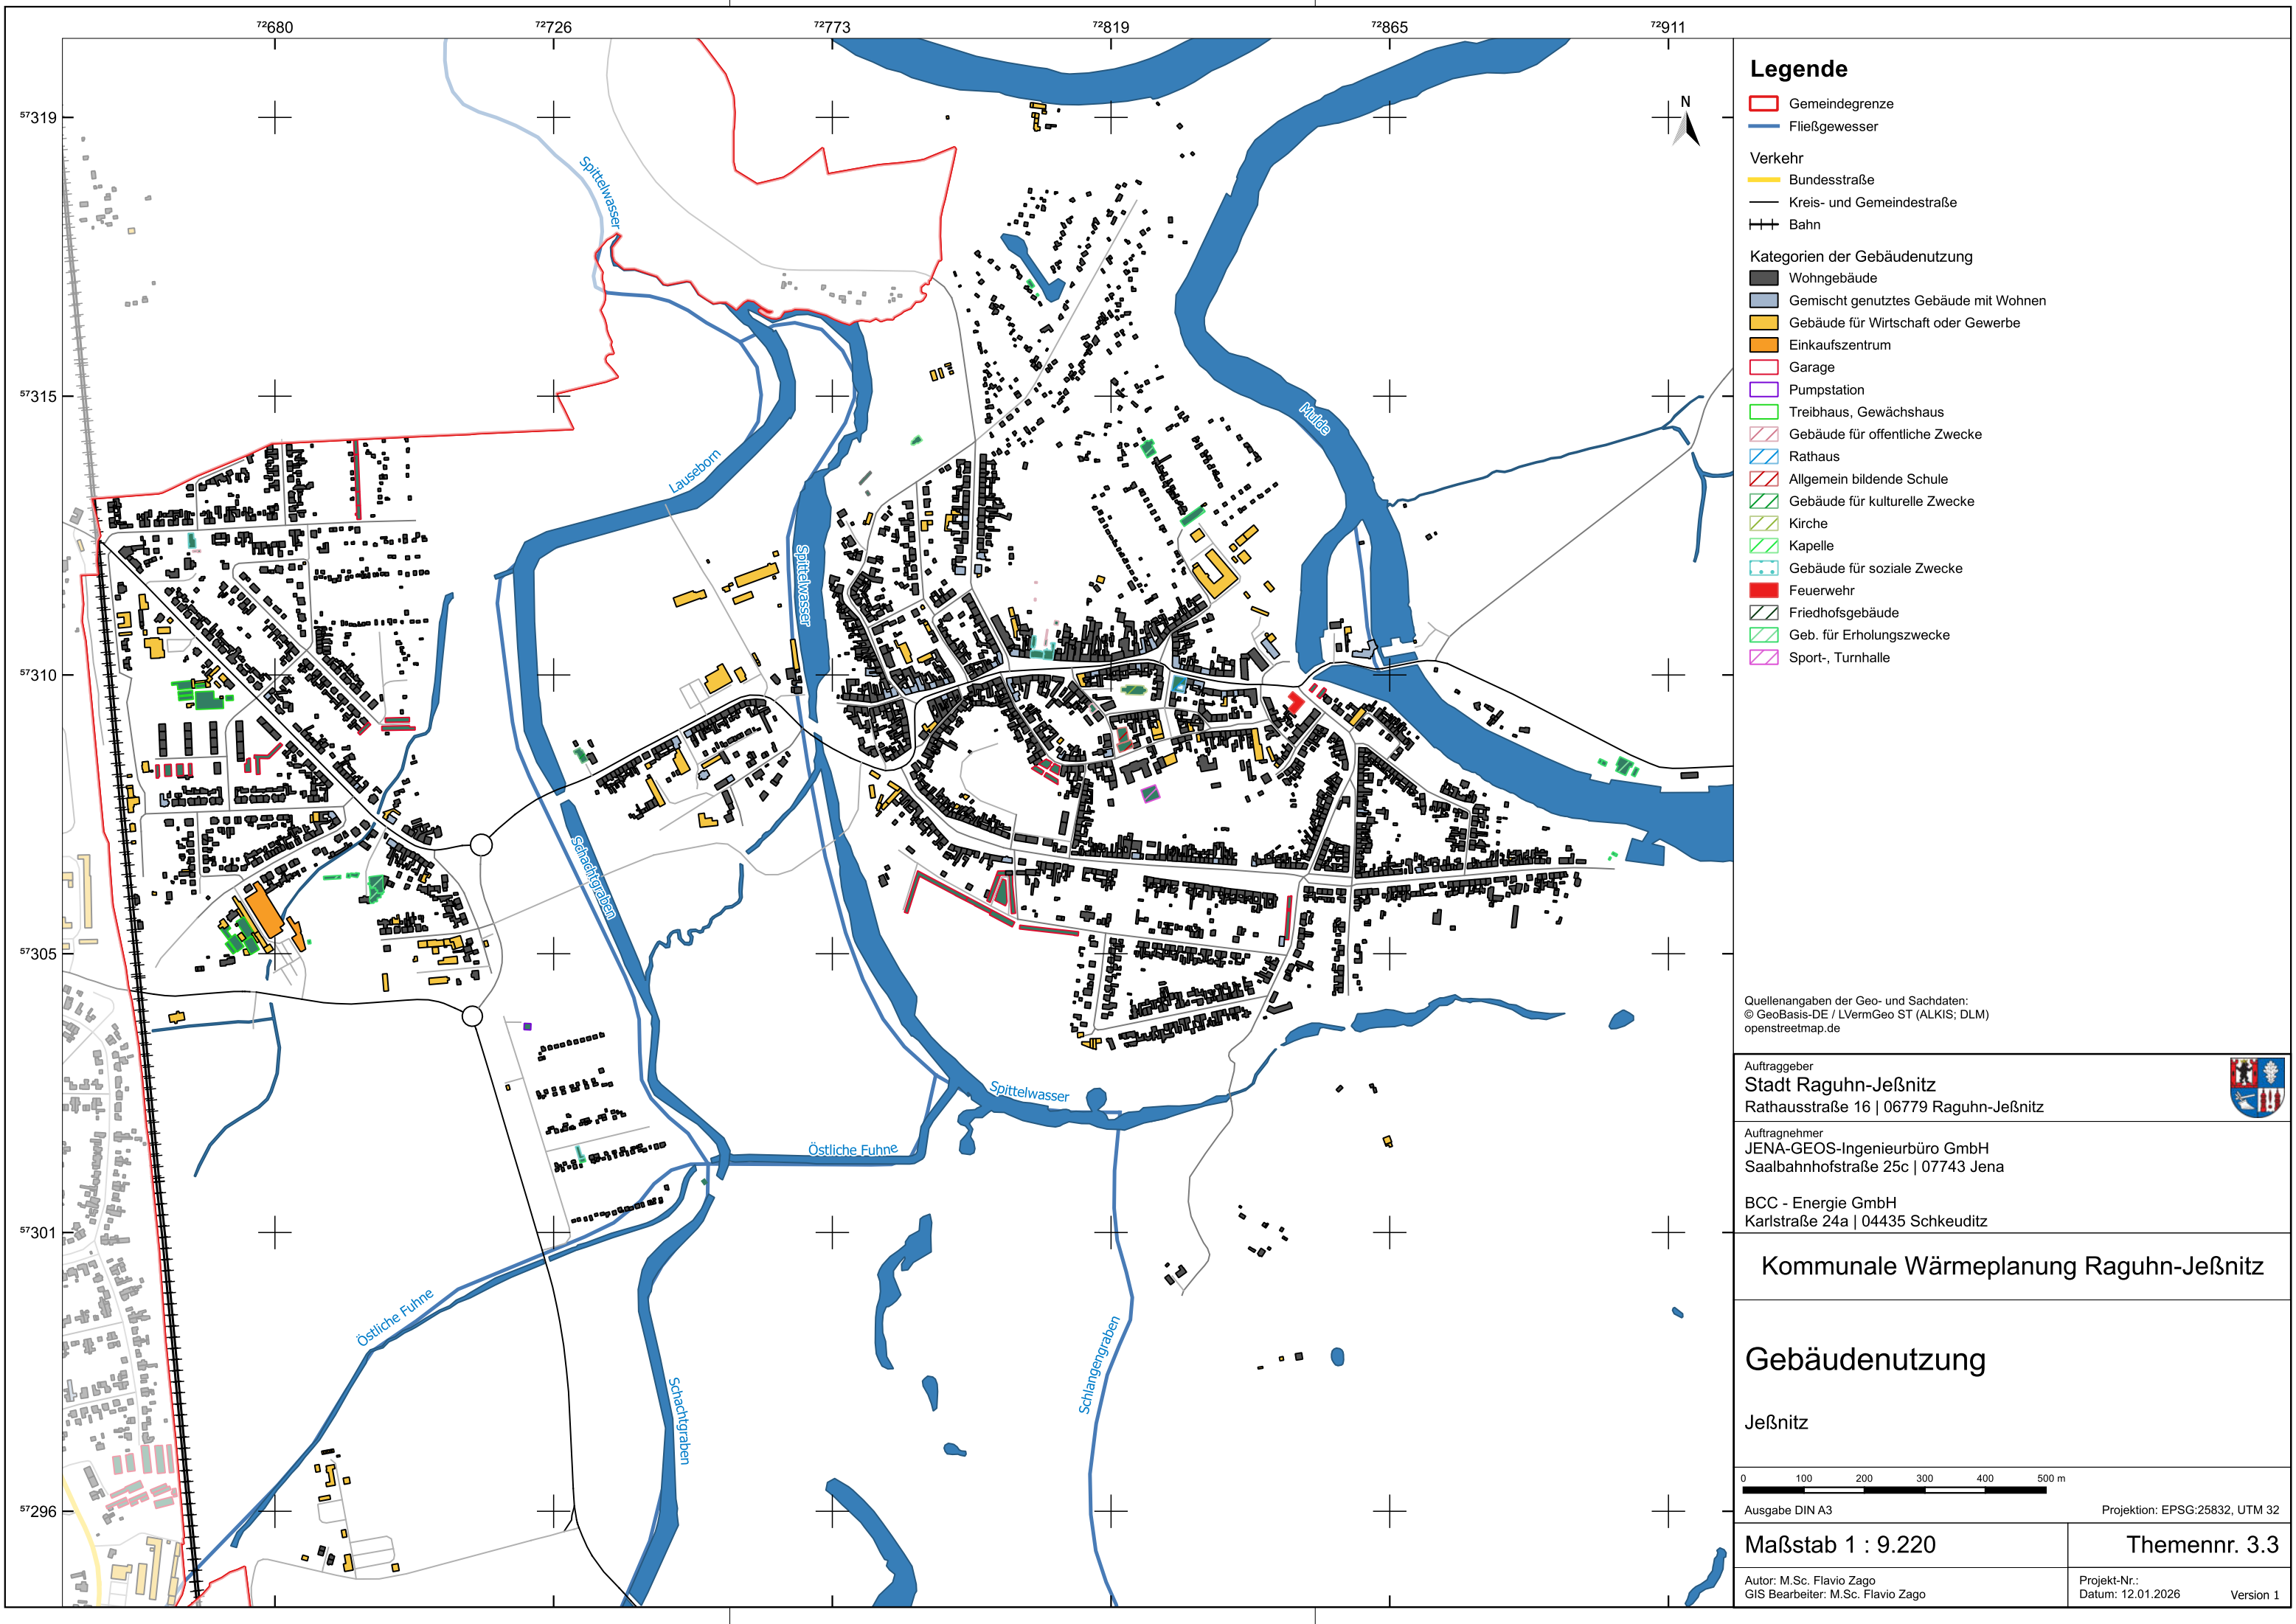 72680 72726 72773 72819 72865 72911
57319
57315
57310
57305
57301
57296
N
Spittelwasser
Mulde
Lauseborn
Spittelwasser
Schachtgraben
Spittelwasser
Östliche Fuhne
Östliche Fuhne
Schlangengraben
Schachtgraben
Legende
Gemeindegrenze
Fließgewesser
Verkehr
Bundesstraße
Kreis- und Gemeindestraße
Bahn
Kategorien der Gebäudenutzung
Wohngebäude
Gemischt genutztes Gebäude mit Wohnen
Gebäude für Wirtschaft oder Gewerbe
Einkaufszentrum
Garage
Pumpstation
Treibhaus, Gewächshaus
Gebäude für offentliche Zwecke
Rathaus
Allgemein bildende Schule
Gebäude für kulturelle Zwecke
Kirche
Kapelle
Gebäude für soziale Zwecke
Feuerwehr
Friedhofsgebäude
Geb. für Erholungszwecke
Sport-, Turnhalle
Quellenangaben der Geo- und Sachdaten:
© GeoBasis-DE / LVermGeo ST (ALKIS; DLM)
openstreetmap.de
Auftraggeber
Stadt Raguhn-Jeßnitz
Rathausstraße 16 | 06779 Raguhn-Jeßnitz
Auftragnehmer
JENA-GEOS-Ingenieurbüro GmbH
Saalbahnhofstraße 25c | 07743 Jena
BCC - Energie GmbH
Karlstraße 24a | 04435 Schkeuditz
Kommunale Wärmeplanung Raguhn-Jeßnitz
Gebäudenutzung
Jeßnitz
0 100 200 300 400 500 m
Ausgabe DIN A3 Projektion: EPSG:25832, UTM 32
Maßstab 1 : 9.220 Themennr. 3.3
Autor: M.Sc. Flavio Zago Projekt-Nr.:
GIS Bearbeiter: M.Sc. Flavio Zago Datum: 12.01.2026 Version 1